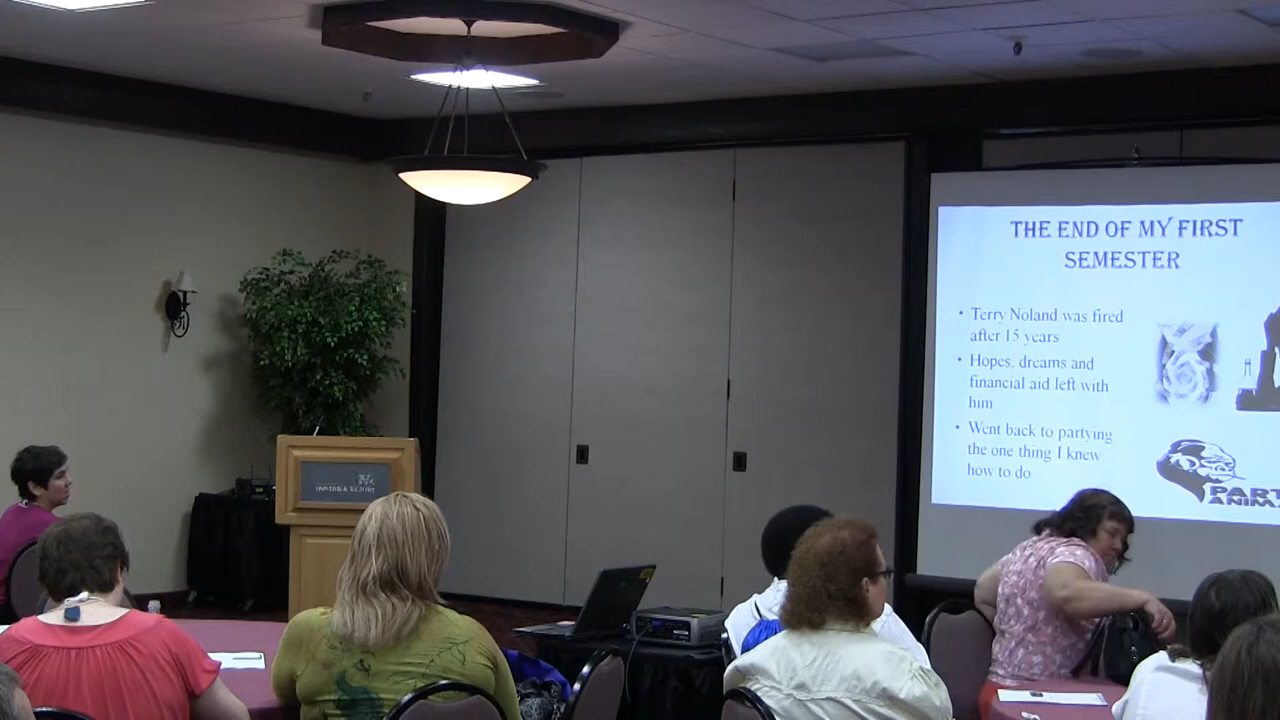 THE END OF MY FIRST
SEMESTER
• Terry Noland was fired
after 15 years
• Hopes, dreams and
financial aid left with
him
• Went back to partying
the one thing I knew
how to do